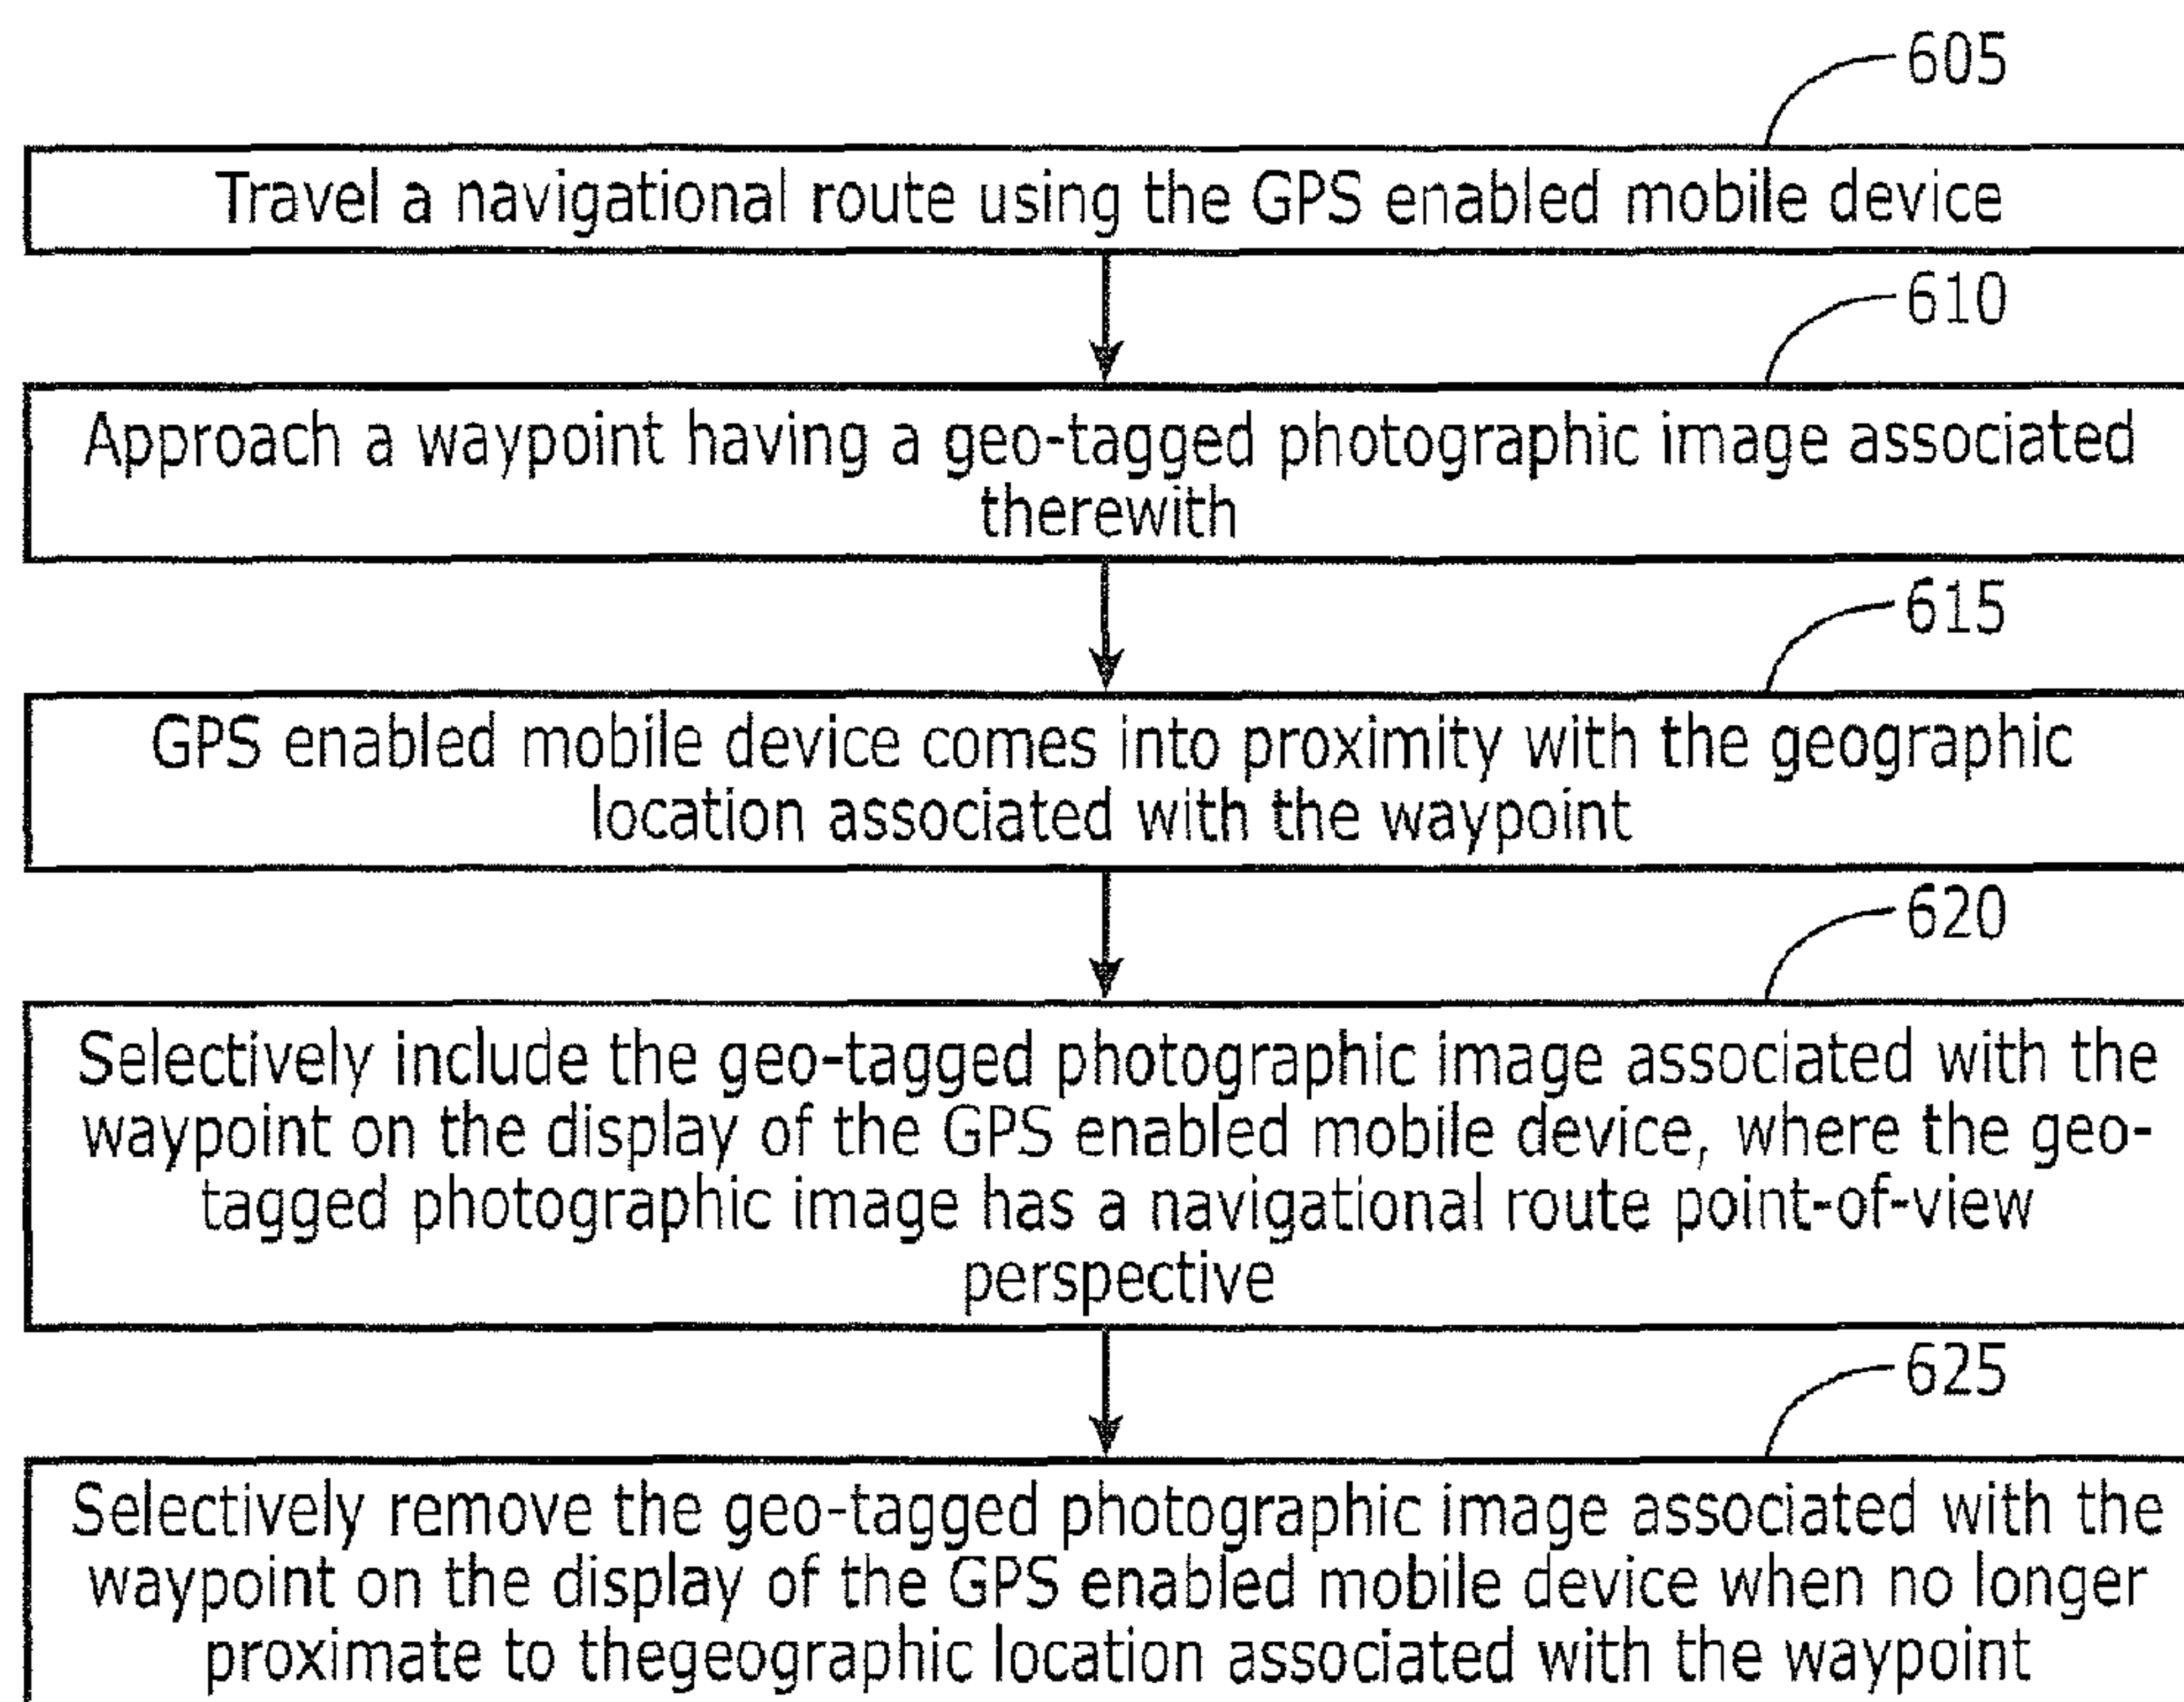 605
Travel a navigational route using the GPS enabled mobile device
610
Approach a waypoint having a geo-tagged photographic image associated
therewith
615
GPS enabled mobile device comes into proximity with the geographic
location associated with the waypoint
620
Selectively include the geo-tagged photographic image associated with the
waypoint on the display of the GPS enabled mobile device, where the geo-
tagged photographic image has a navigational route point-of-view
perspective
625
Selectively remove the geo-tagged photographic image associated with the
waypoint on the display of the GPS enabled mobile device when no longer
proximate to thegeographic location associated with the waypoint